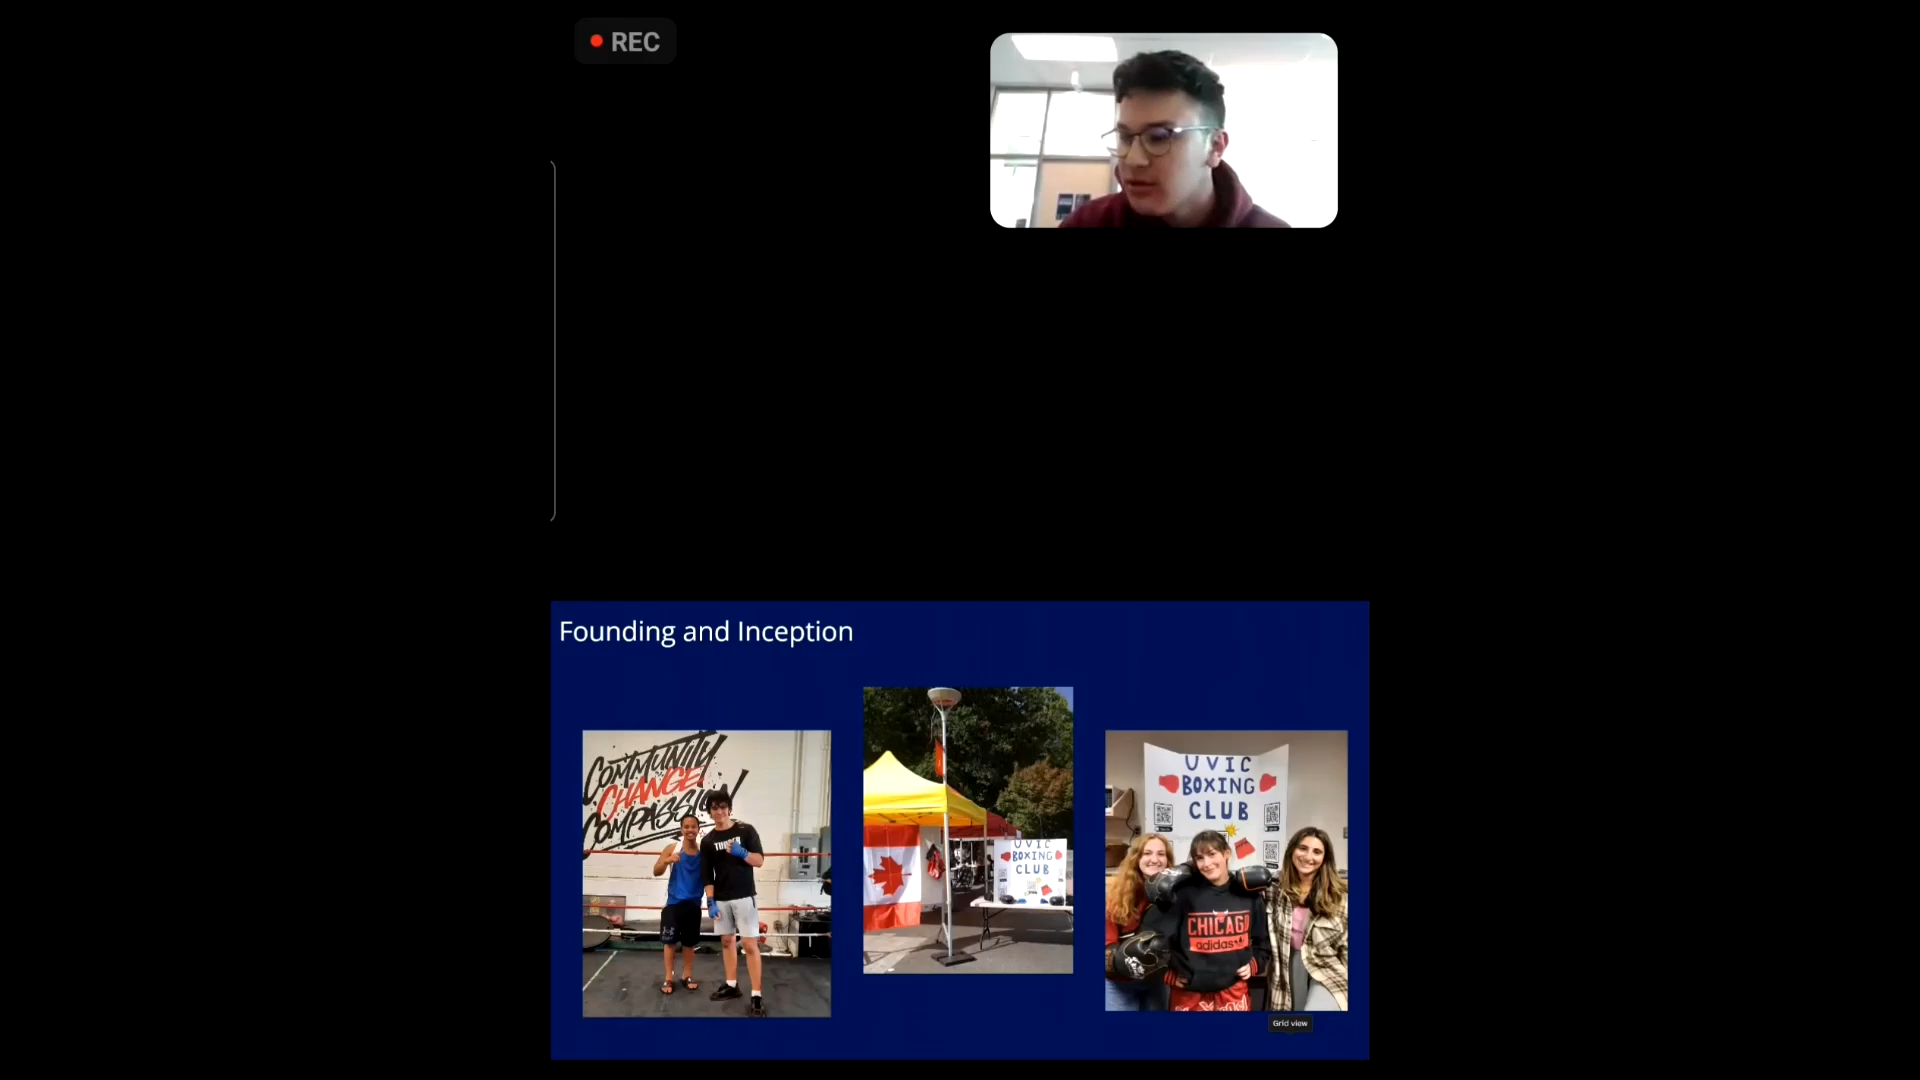 REC
Founding and Inception
COMMUNITY
CHANGE
COMPASSION
UVIC
BOXING
CLUB
UVIC
BOXING
CLUB
CHICAGO
adidas
Grid view